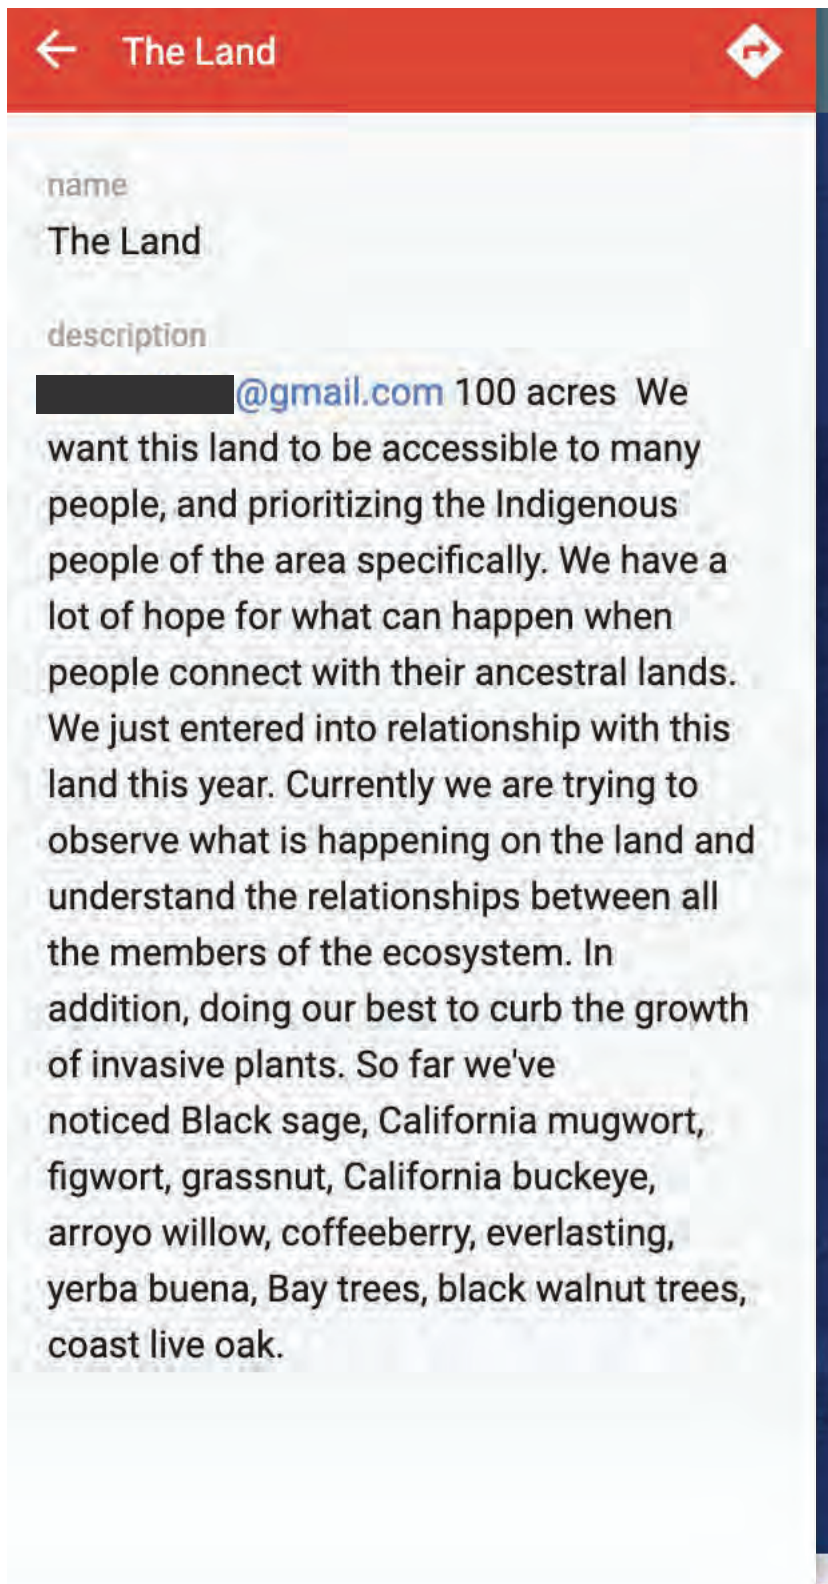 The Land
name
The Land
description
@gmail.com 100 acres  We
want this land to be accessible to many
people, and prioritizing the Indigenous
people of the area specifically. We have a
lot of hope for what can happen when
people connect with their ancestral lands.
We just entered into relationship with this
land this year. Currently we are trying to
observe what is happening on the land and
understand the relationships between all
the members of the ecosystem. In
addition, doing our best to curb the growth
of invasive plants. So far we've
noticed Black sage, California mugwort,
figwort, grassnut, California buckeye,
arroyo willow, coffeeberry, everlasting,
yerba buena, Bay trees, black walnut trees,
coast live oak.